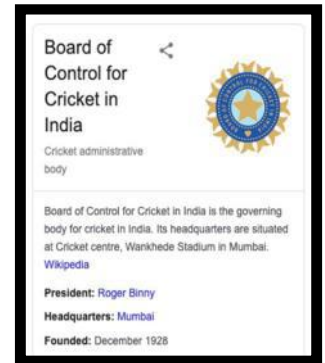 Board of
Control for
Cricket in
India
Cricket administrative
body
Board of Control for Cricket in India is the governing
body for cricket in India. Its headquarters are situated
at Cricket centre, Wankhede Stadium in Mumbai.
Wikipedia
President: Roger Binny
Headquarters: Mumbai
Founded: December 1928